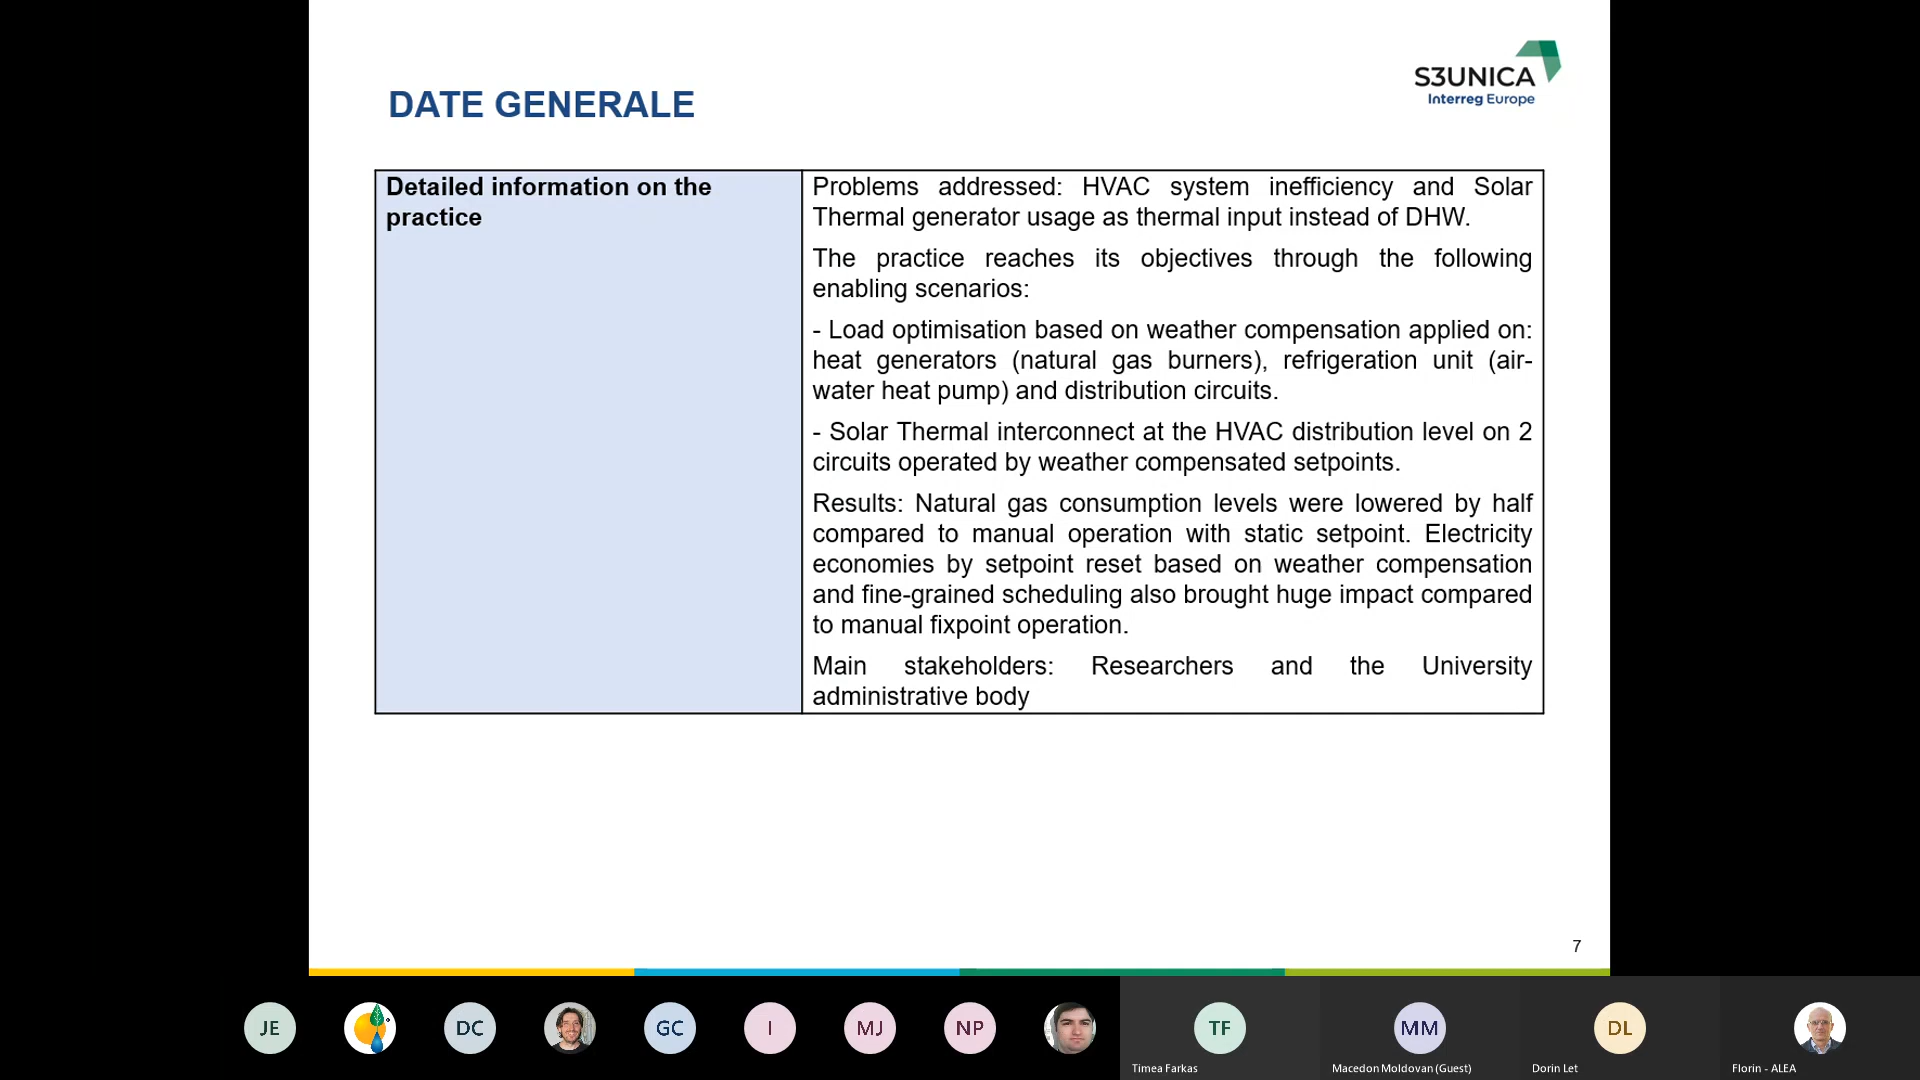 S3UNICA
Interreg Europe
DATE GENERALE
Detailed information on the
practice
Problems addressed: HVAC system inefficiency and Solar
Thermal generator usage as thermal input instead of DHW.
The practice reaches its objectives through the following
enabling scenarios:
- Load optimisation based on weather compensation applied on:
heat generators (natural gas burners), refrigeration unit (air-
water heat pump) and distribution circuits.
- Solar Thermal interconnect at the HVAC distribution level on 2
circuits operated by weather compensated setpoints.
Results: Natural gas consumption levels were lowered by half
compared to manual operation with static setpoint. Electricity
economies by setpoint reset based on weather compensation
and fine-grained scheduling also brought huge impact compared
to manual fixpoint operation.
Main stakeholders: Researchers and the University
administrative body
7
JE
DC
GC
I
MJ
NP
TF
MM
DL
Timea Farkas
Macedon Moldovan (Guest)
Dorin Let
Florin - ALEA